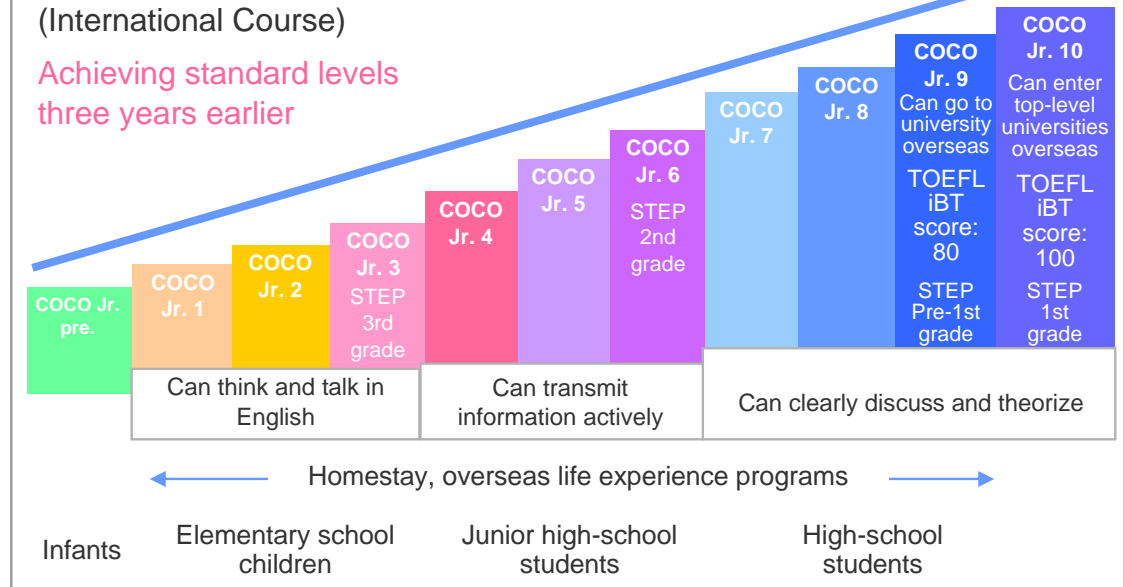 (International Course)
Achieving standard levels
three years earlier
COCO Jr.
pre.
COCO
Jr. 1
COCO
Jr. 2
COCO
Jr. 3
STEP
3rd
grade
COCO
Jr. 4
COCO
Jr. 5
COCO
Jr. 6
STEP
2nd
grade
COCO
Jr. 7
COCO
Jr. 8
COCO
Jr. 9
Can go to
university
overseas
TOEFL
iBT
score:
80
STEP
Pre-1st
grade
COCO
Jr. 10
Can enter
top-level
universities
overseas
TOEFL
iBT
score:
100
STEP
1st
grade
Can think and talk in
English
Can transmit
information actively
Can clearly discuss and theorize
Homestay, overseas life experience programs
Infants
Elementary school
children
Junior high-school
students
High-school
students